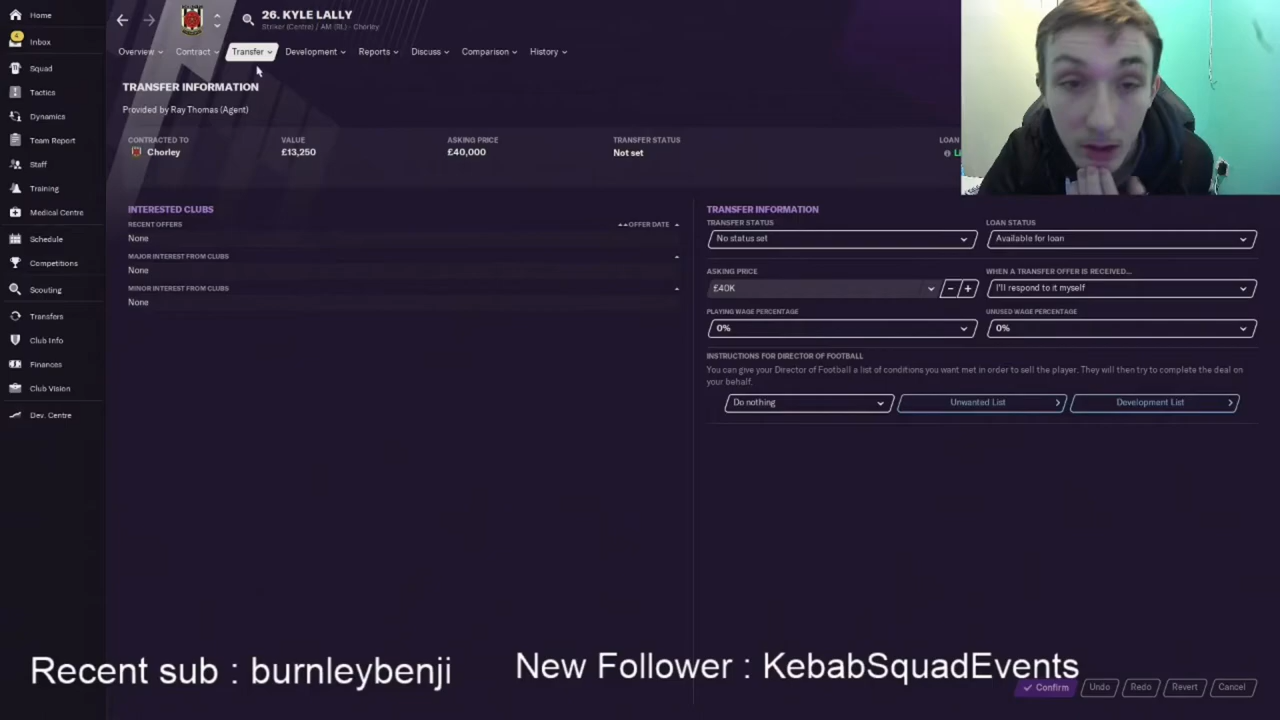 Home
4
Inbox
Squad
Tactics
Dynamics
Team Report
Staff
Training
Medical Centre
Schedule
Competitions
Scouting
Transfers
Club Info
Finances
Club Vision
Dev. Centre
26. KYLE LALLY
Striker (Centre) / AM (RL) - Chorley
Overview Contract Transfer Development Reports Discuss Comparison History
TRANSFER INFORMATION
Provided by Ray Thomas (Agent)
CONTRACTED TO VALUE ASKING PRICE TRANSFER STATUS LOAN
Chorley £13,250 £40,000 Not set Li
INTERESTED CLUBS
RECENT OFFERS OFFER DATE
None
MAJOR INTEREST FROM CLUBS
None
MINOR INTEREST FROM CLUBS
None
TRANSFER INFORMATION
TRANSFER STATUS LOAN STATUS
No status set Available for loan
ASKING PRICE WHEN A TRANSFER OFFER IS RECEIVED...
£40K - + I'll respond to it myself
PLAYING WAGE PERCENTAGE UNUSED WAGE PERCENTAGE
0% 0%
INSTRUCTIONS FOR DIRECTOR OF FOOTBALL
You can give your Director of Football a list of conditions you want met in order to sell the player. They will then try to complete the deal on
your behalf.
Do nothing Unwanted List Development List
Recent sub : burnleybenji
New Follower : KebabSquadEvents
Confirm Undo Redo Revert Cancel